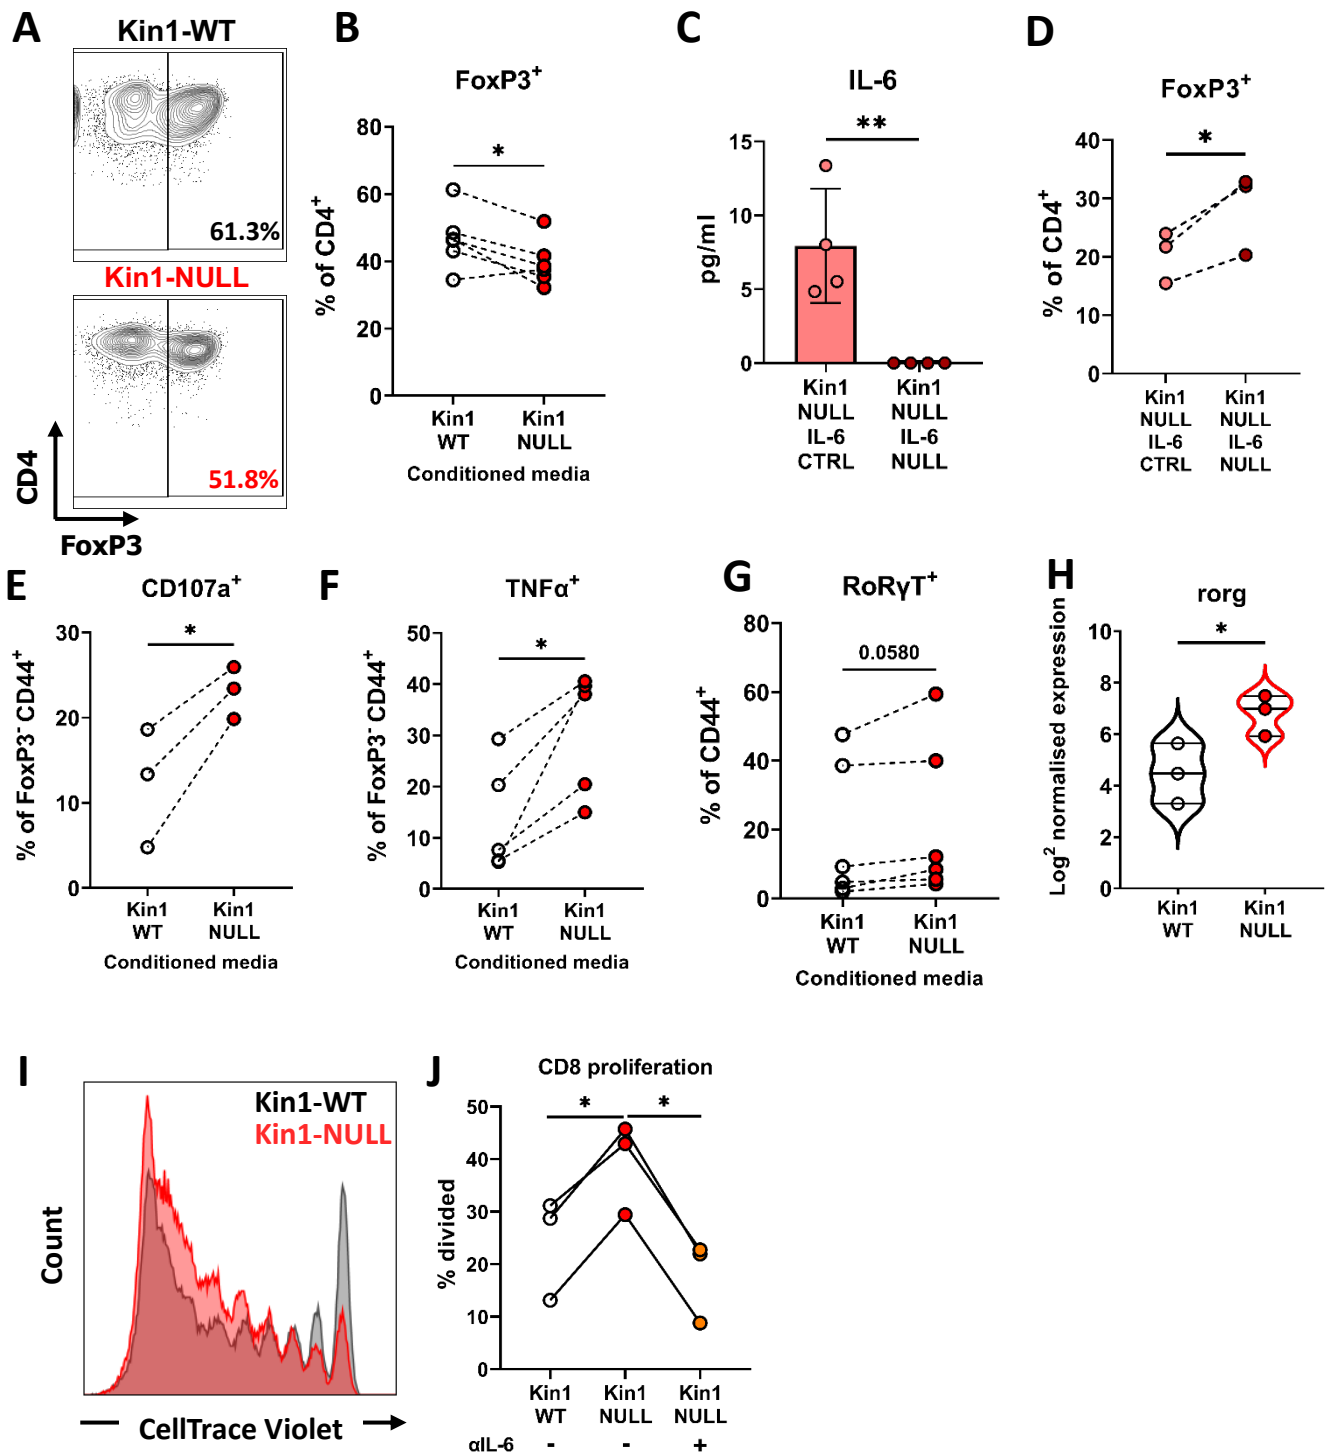 A
Kin1-WT
61.3%
Kin1-NULL
51.8%
CD4
FoxP3
B
FoxP3⁺
% of CD4⁺
80
60
40
20
0
*
Kin1 Kin1
WT NULL
Conditioned media
C
IL-6
pg/ml
15
10
5
0
**
Kin1 Kin1
NULL NULL
IL-6 IL-6
CTRL NULL
D
FoxP3⁺
% of CD4⁺
40
30
20
10
0
*
Kin1 Kin1
NULL NULL
IL-6 IL-6
CTRL NULL
E
CD107a⁺
% of FoxP3⁻ CD44⁺
30
20
10
0
*
Kin1 Kin1
WT NULL
Conditioned media
F
TNFα⁺
% of FoxP3⁻ CD44⁺
50
40
30
20
10
0
*
Kin1 Kin1
WT NULL
Conditioned media
G
RoRγT⁺
% of CD44⁺
80
60
40
20
0
0.0580
Kin1 Kin1
WT NULL
Conditioned media
H
rorg
Log² normalised expression
10
8
6
4
2
0
*
Kin1 Kin1
WT NULL
I
Kin1-WT
Kin1-NULL
Count
CellTrace Violet
J
CD8 proliferation
% divided
50
40
30
20
10
0
* *
Kin1 Kin1 Kin1
WT NULL NULL
αIL-6 - - +